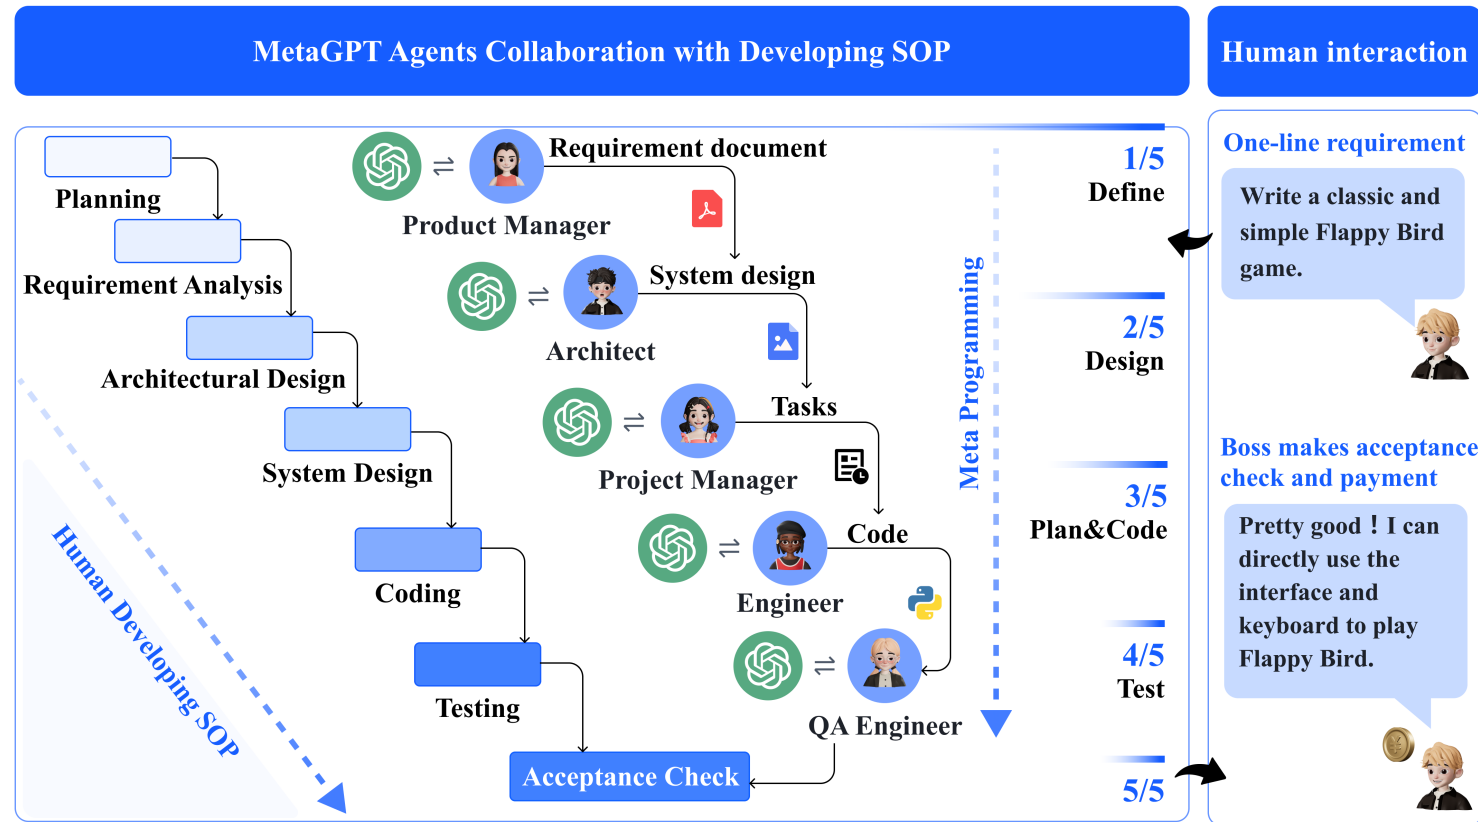 MetaGPT Agents Collaboration with Developing SOP
Human interaction
Planning
Requirement Analysis
Architectural Design
System Design
Coding
Testing
Acceptance Check
Human Developing SOP
Requirement document
Product Manager
System design
Architect
Tasks
Project Manager
Code
Engineer
QA Engineer
Meta Programming
1/5
Define
2/5
Design
3/5
Plan&Code
4/5
Test
5/5
One-line requirement
Write a classic and
simple Flappy Bird
game.
Boss makes acceptance
check and payment
Pretty good ! I can
directly use the
interface and
keyboard to play
Flappy Bird.